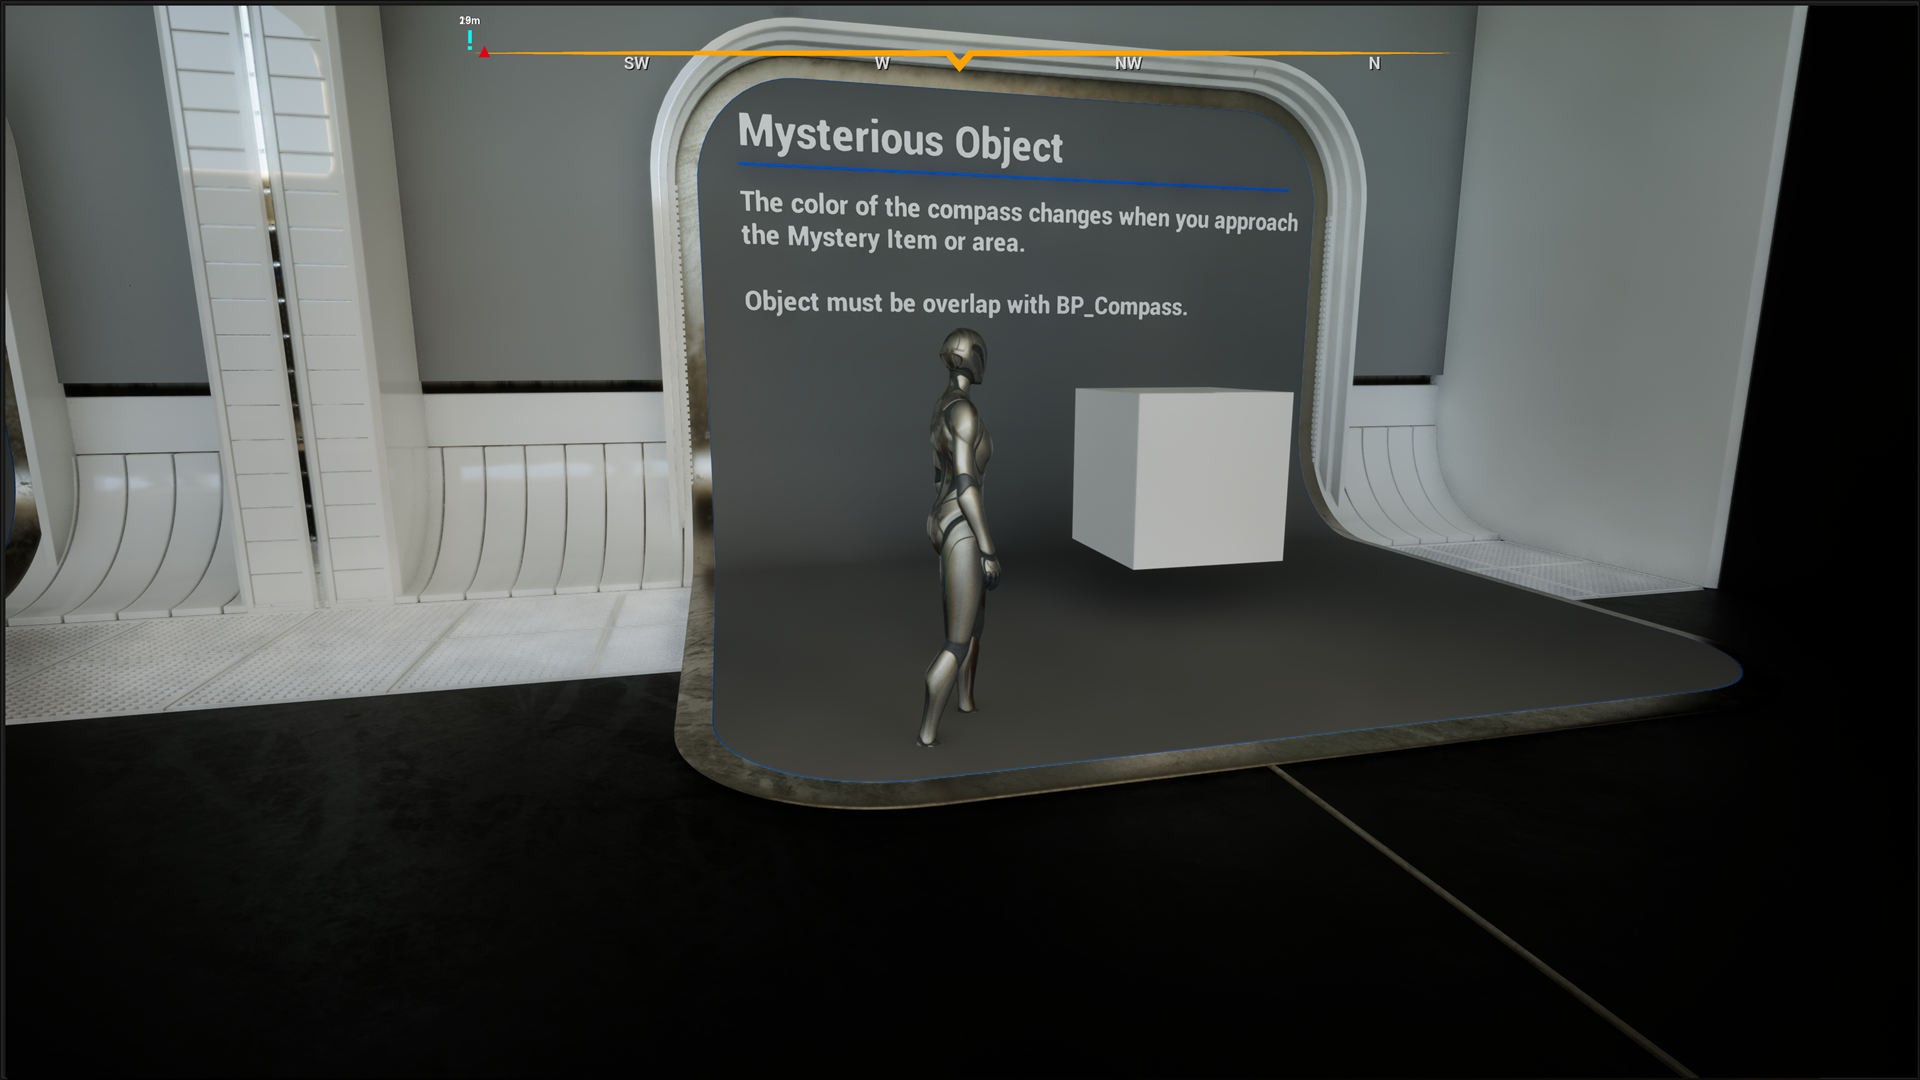 19m
!
SW W NW N
Mysterious Object
The color of the compass changes when you approach
the Mystery Item or area.
Object must be overlap with BP_Compass.